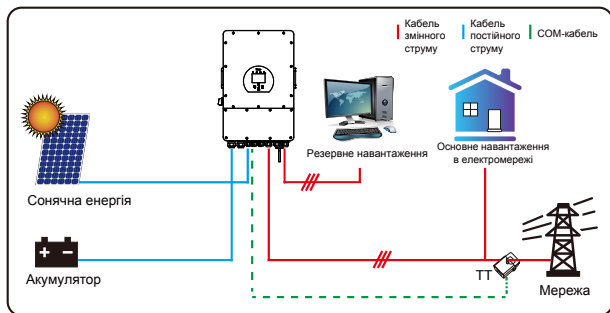 Кабель
змінного
струму
Кабель
постійного
струму
COM-кабель
Резервне навантаження
Основне навантаження
в електромережі
Сонячна енергія
Акумулятор
ТТ
Мережа